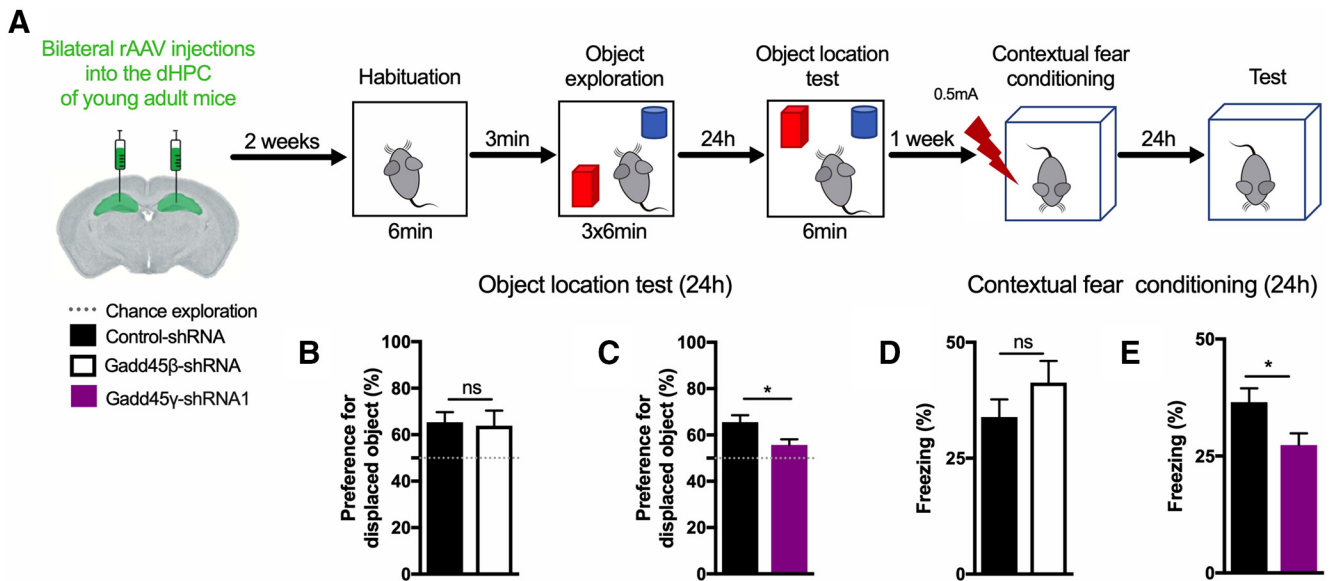 A
Bilateral rAAV injections
into the dHPC
of young adult mice
2 weeks
Habituation
6min
3min
Object
exploration
3x6min
24h
Object location
test
6min
1 week
0.5mA
Contextual fear
conditioning
24h
Test
Chance exploration
Control-shRNA
Gadd45β-shRNA
Gadd45γ-shRNA1
Object location test (24h)
Contextual fear conditioning (24h)
B
Preference for
displaced object (%)
100
80
60
40
20
0
ns
C
Preference for
displaced object (%)
100
80
60
40
20
0
*
D
Freezing (%)
50
25
0
ns
E
Freezing (%)
50
25
0
*